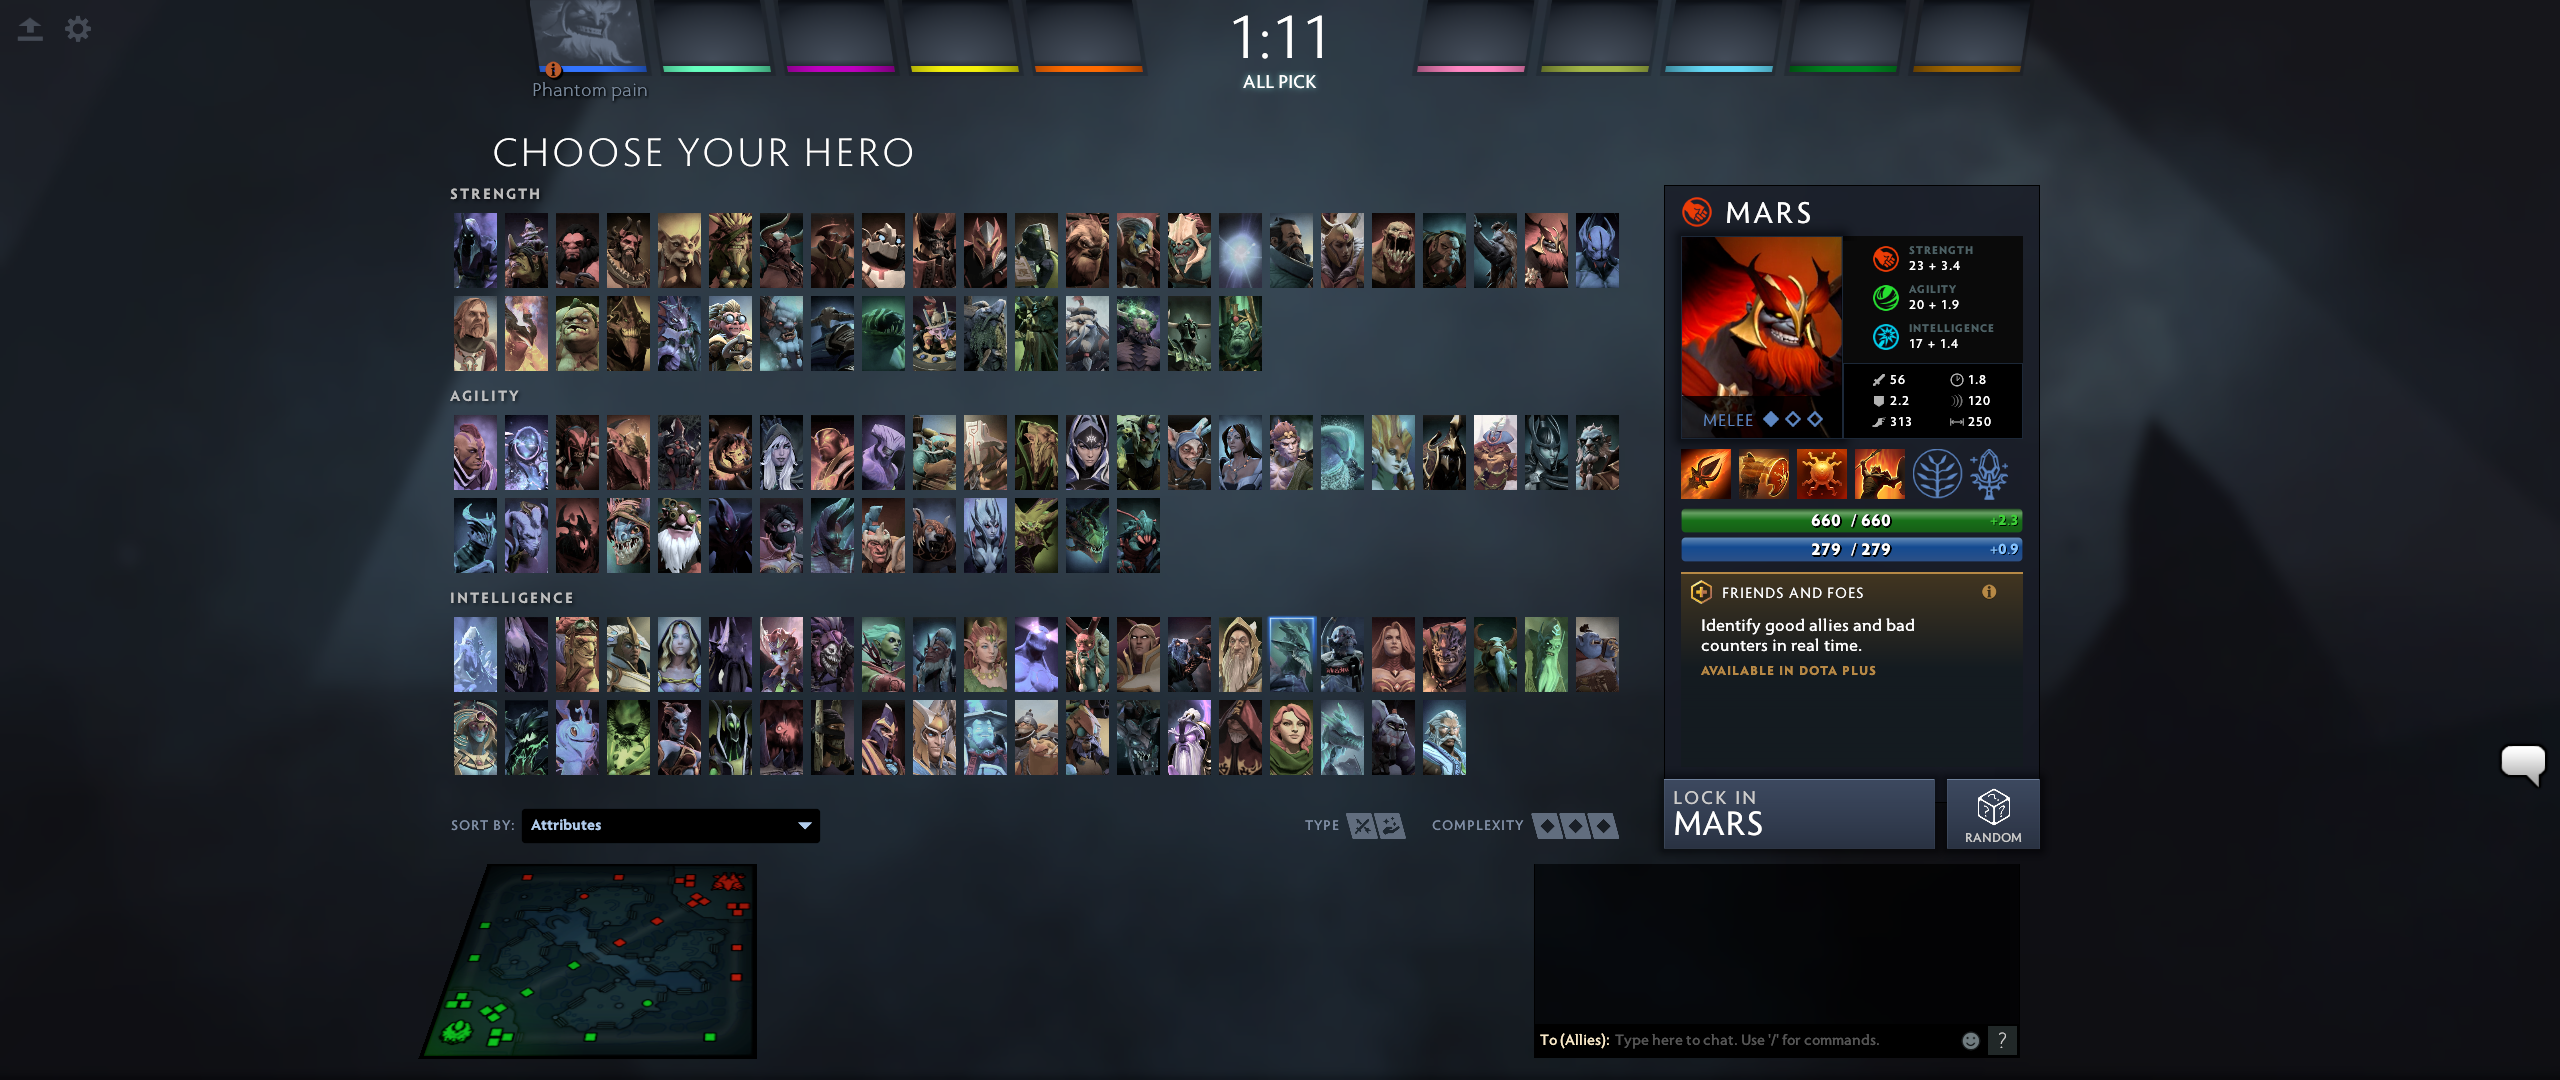 1:11
ALL PICK
Phantom pain
CHOOSE YOUR HERO
STRENGTH
AGILITY
INTELLIGENCE
SORT BY: Attributes
TYPE
COMPLEXITY
MARS
STRENGTH
23 + 3.4
AGILITY
20 + 1.9
INTELLIGENCE
17 + 1.4
MELEE
56 1.8
2.2 120
313 250
660 / 660 +2.3
279 / 279 +0.9
FRIENDS AND FOES
Identify good allies and bad
counters in real time.
AVAILABLE IN DOTA PLUS
LOCK IN
MARS
RANDOM
To (Allies): Type here to chat. Use '/' for commands.
?